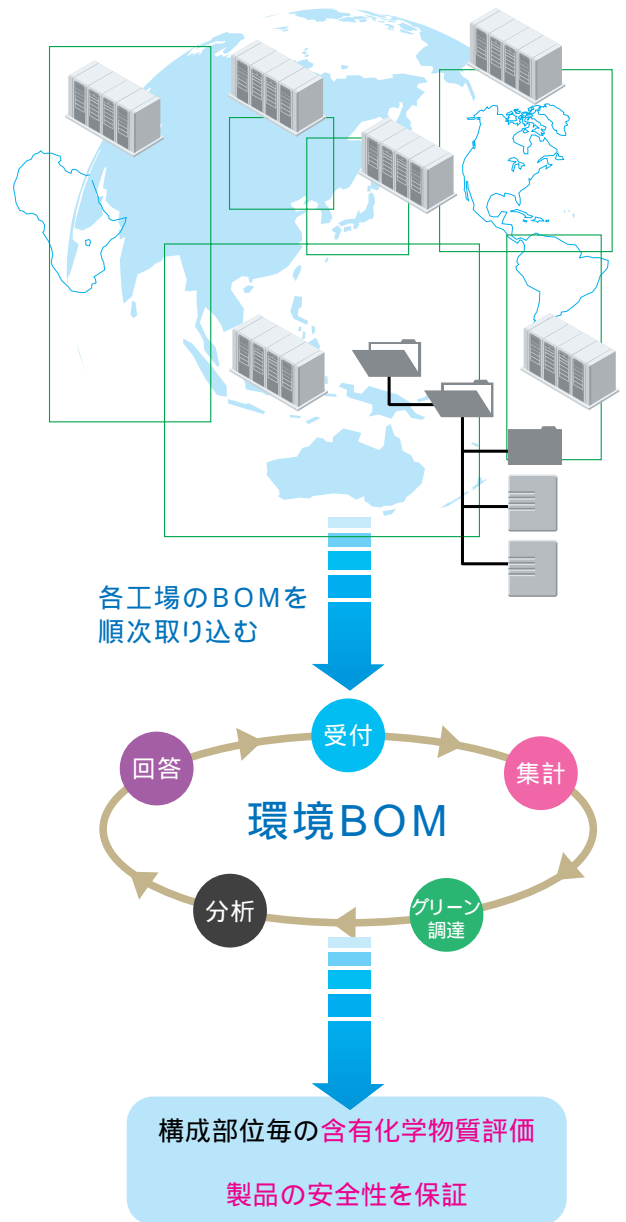 各工場のBOMを
順次取り込む
受付
回答
集計
環境BOM
分析
グリーン
調達
構成部位毎の含有化学物質評価
製品の安全性を保証